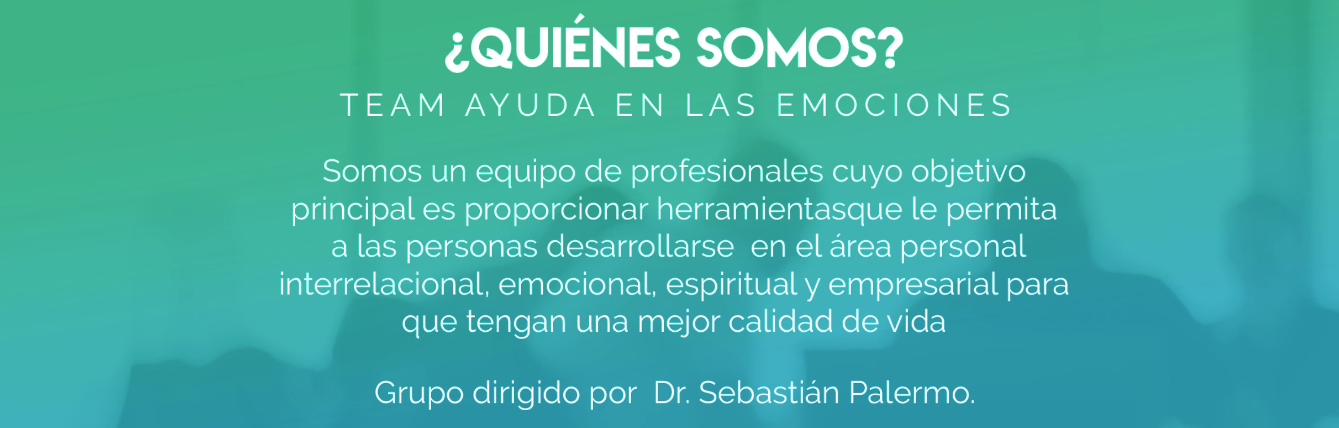 ¿QUIÉNES SOMOS?
TEAM AYUDA EN LAS EMOCIONES
Somos un equipo de profesionales cuyo objetivo
principal es proporcionar herramientasque le permita
a las personas desarrollarse en el área personal
interrelacional, emocional, espiritual y empresarial para
que tengan una mejor calidad de vida
Grupo dirigido por Dr. Sebastián Palermo.